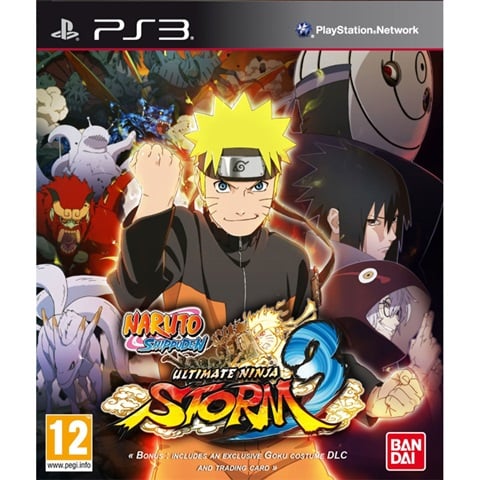 PS3
PlayStation®Network
NARUTO
SHIPPUDEN
ULTIMATE NINJA
STORM 3
« BONUS : INCLUDES AN EXCLUSIVE GOKU COSTUME DLC
AND TRADING CARD »
12
www.pegi.info
BAN
DAI